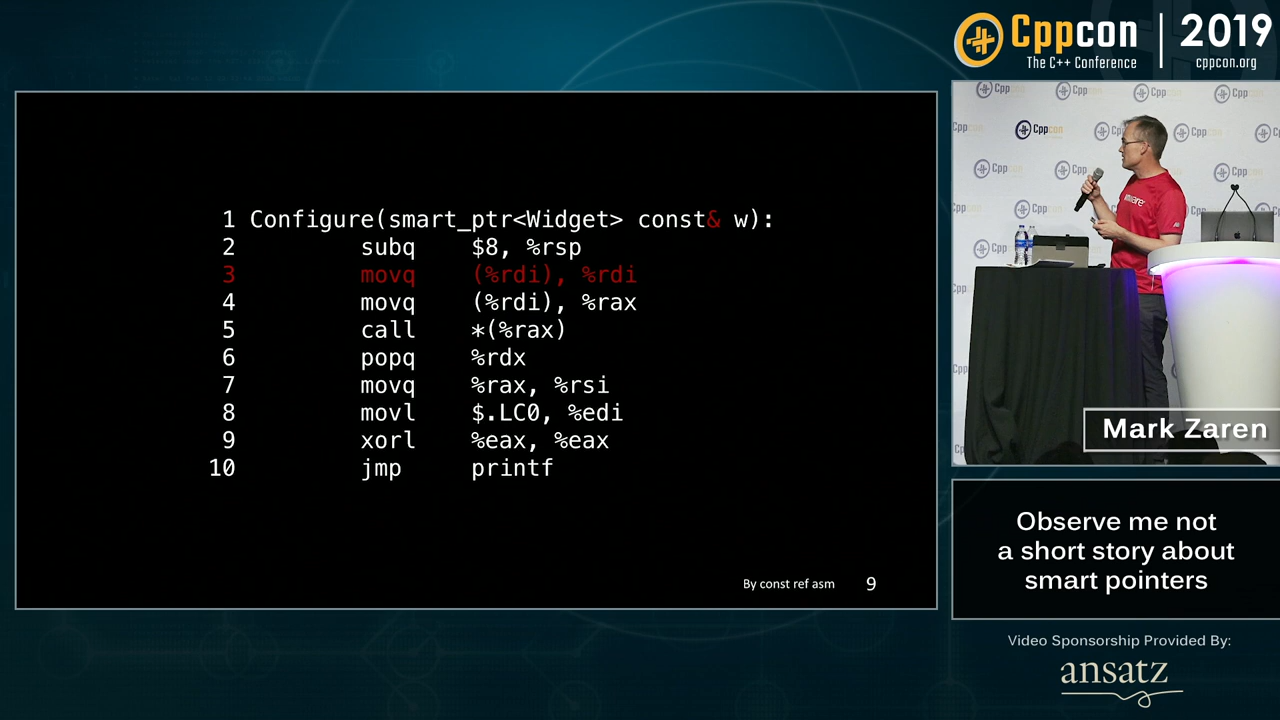 Cppcon | 2019
The C++ Conference cppcon.org
1 Configure(smart_ptr<Widget> const& w):
2 subq $8, %rsp
3 movq (%rdi), %rdi
4 movq (%rdi), %rax
5 call *(%rax)
6 popq %rdx
7 movq %rax, %rsi
8 movl $.LC0, %edi
9 xorl %eax, %eax
10 jmp printf
By const ref asm 9
Cppcon
Mark Zaren
Observe me not
a short story about
smart pointers
Video Sponsorship Provided By:
ansatz